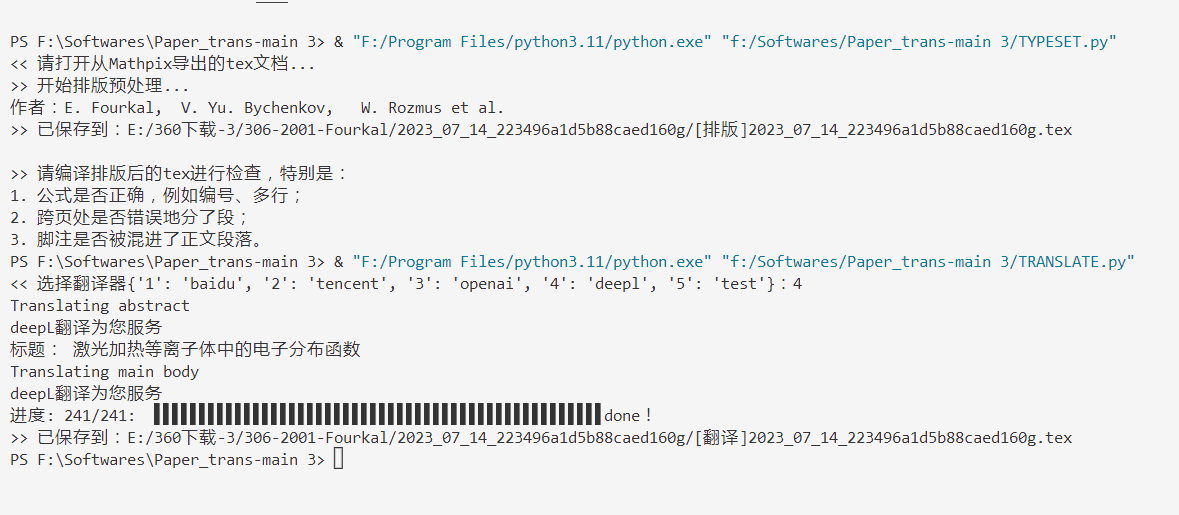 PS F:\Softwares\Paper_trans-main 3> & "F:/Program Files/python3.11/python.exe" "f:/Softwares/Paper_trans-main 3/TYPESET.py"
<< 请打开从Mathpix导出的tex文档...
>> 开始排版预处理...
作者：E. Fourkal,  V. Yu. Bychenkov,   W. Rozmus et al.
>> 已保存到：E:/360下载-3/306-2001-Fourkal/2023_07_14_223496a1d5b88caed160g/[排版]2023_07_14_223496a1d5b88caed160g.tex
>> 请编译排版后的tex进行检查，特别是：
1. 公式是否正确，例如编号、多行；
2. 跨页处是否错误地分了段；
3. 脚注是否被混进了正文段落。
PS F:\Softwares\Paper_trans-main 3> & "F:/Program Files/python3.11/python.exe" "f:/Softwares/Paper_trans-main 3/TRANSLATE.py"
<< 选择翻译器{'1': 'baidu', '2': 'tencent', '3': 'openai', '4': 'deepl', '5': 'test'}：4
Translating abstract
deepL翻译为您服务
标题： 激光加热等离子体中的电子分布函数
Translating main body
deepL翻译为您服务
进度: 241/241: done！
>> 已保存到：E:/360下载-3/306-2001-Fourkal/2023_07_14_223496a1d5b88caed160g/[翻译]2023_07_14_223496a1d5b88caed160g.tex
PS F:\Softwares\Paper_trans-main 3>